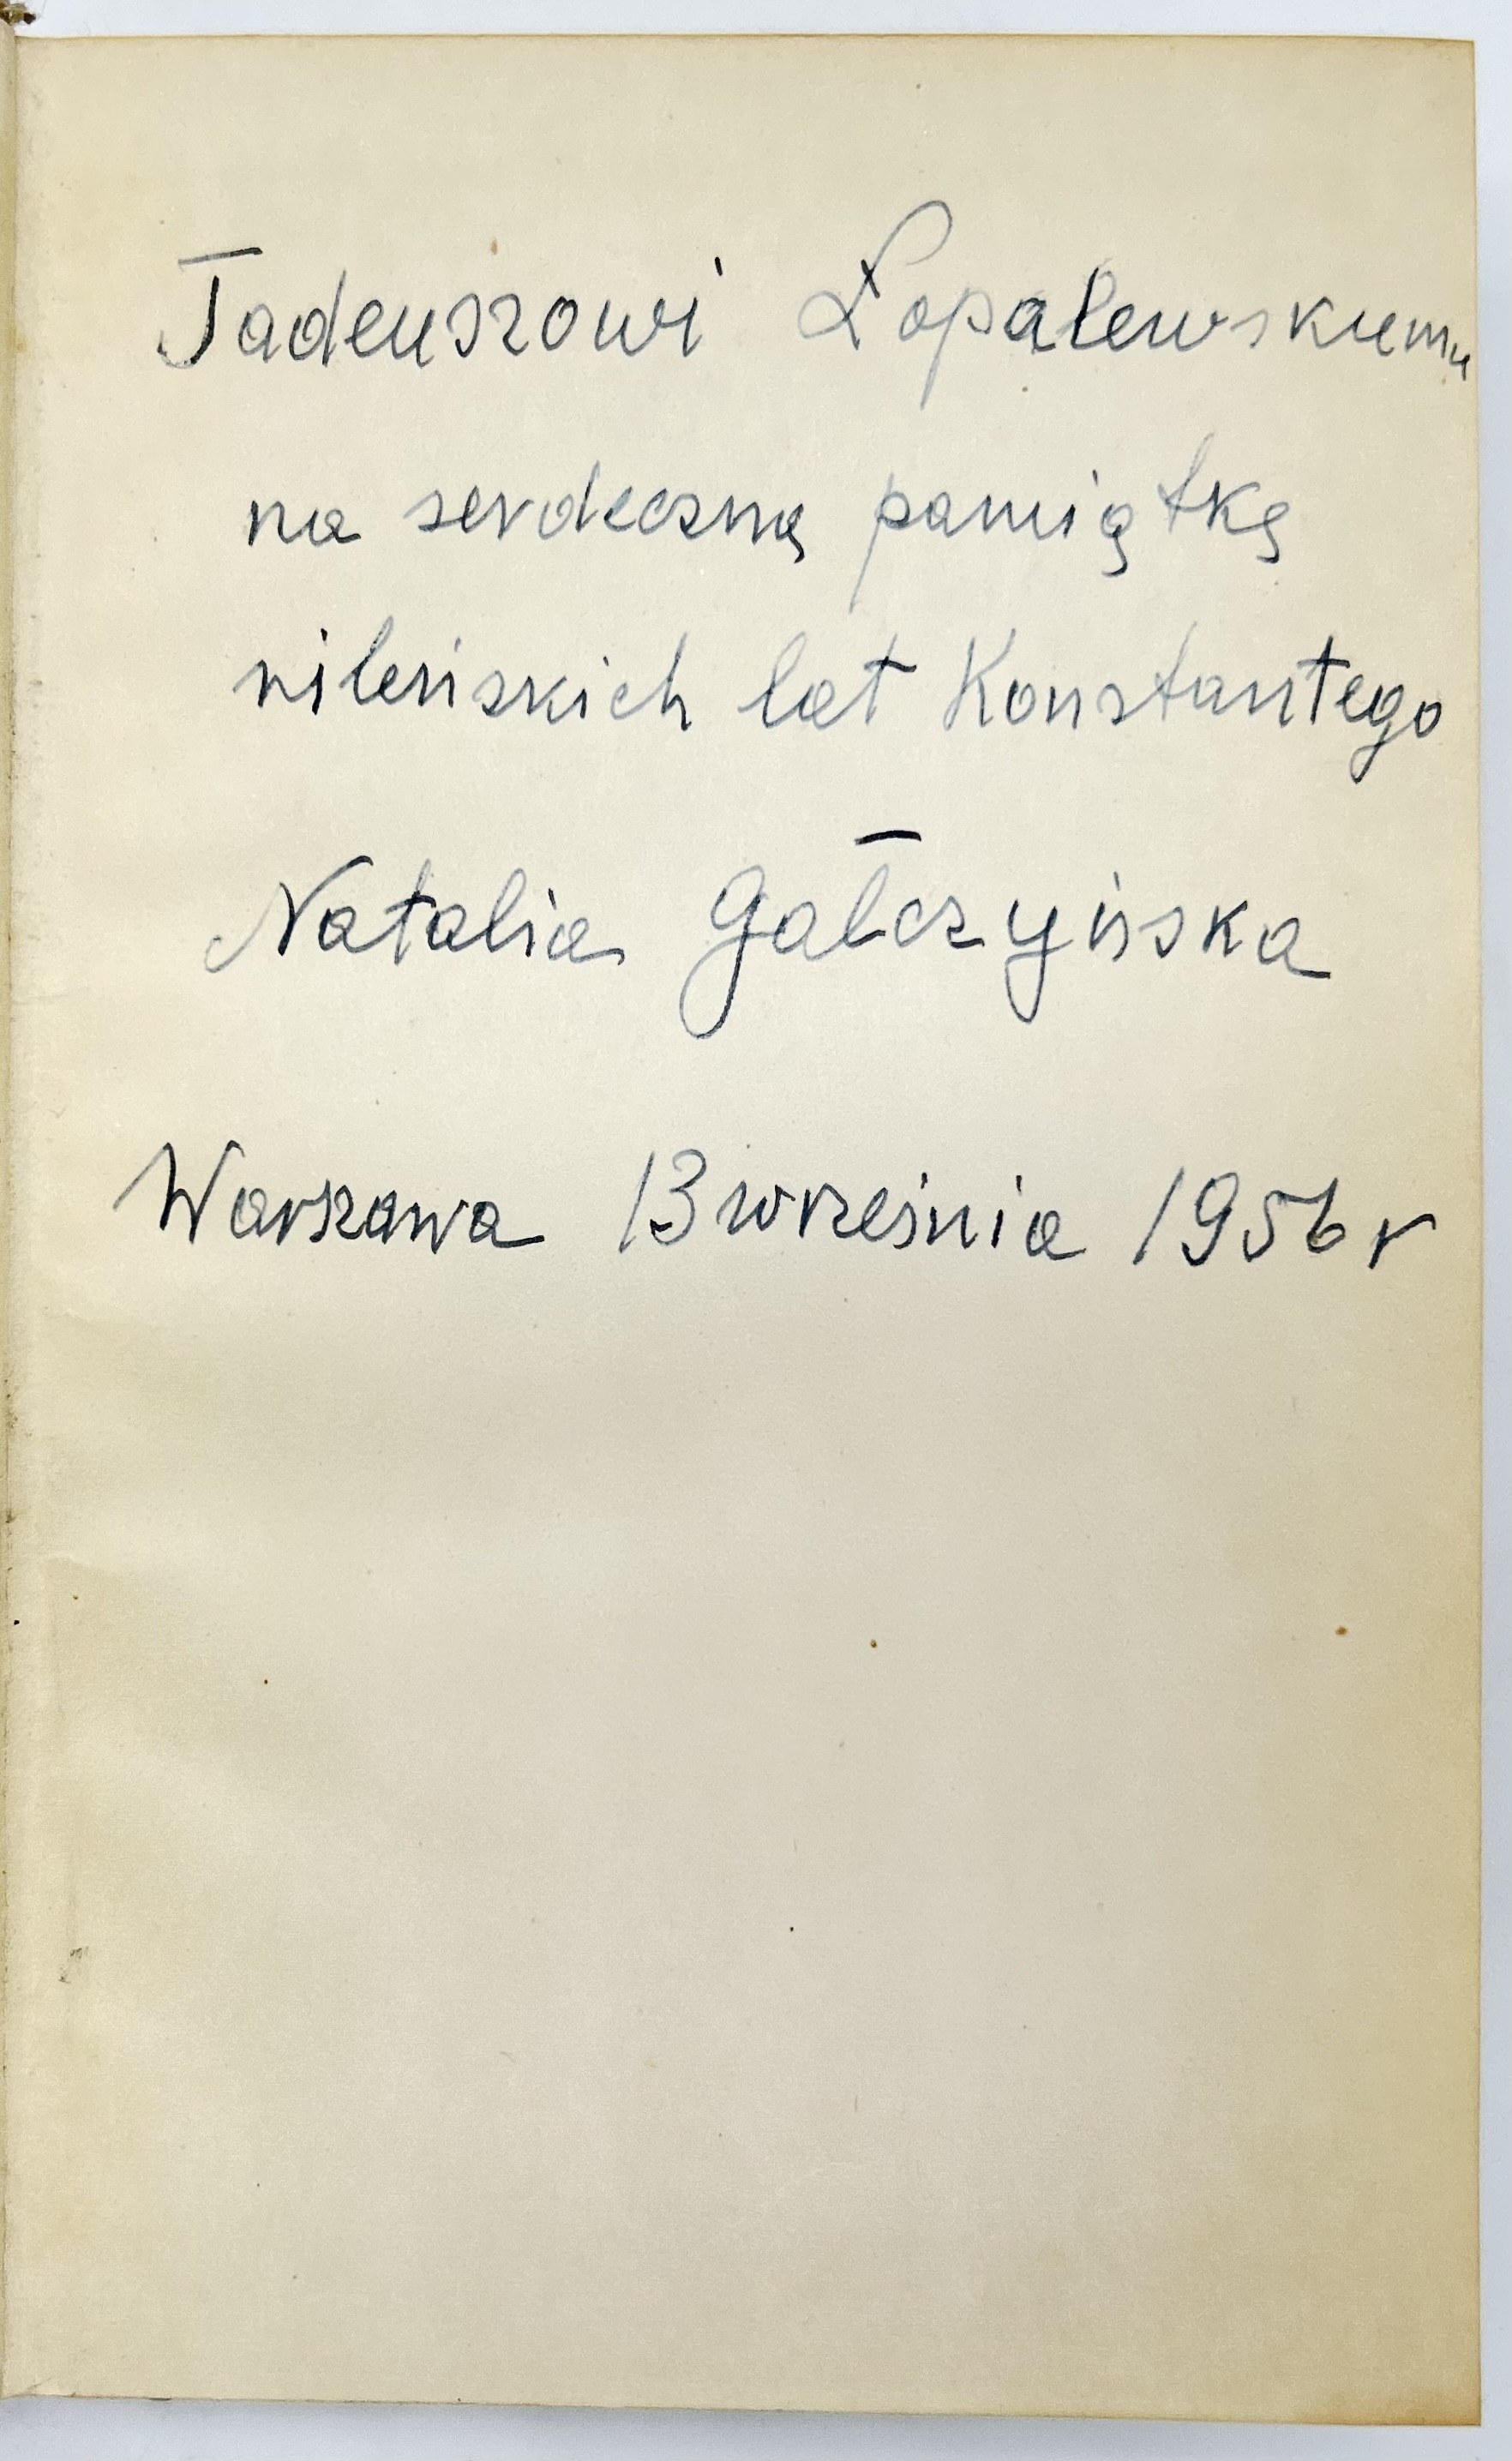 Tadeuszowi Łopalewskiemu
na serdeczną pamiątkę
wileńskich lat Konstantego
Natalia Gałczyńska
Warszawa 13 września 1956 r